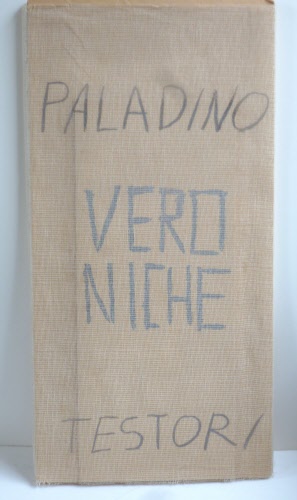 PALADINO
VERO
NICHE
TESTORI